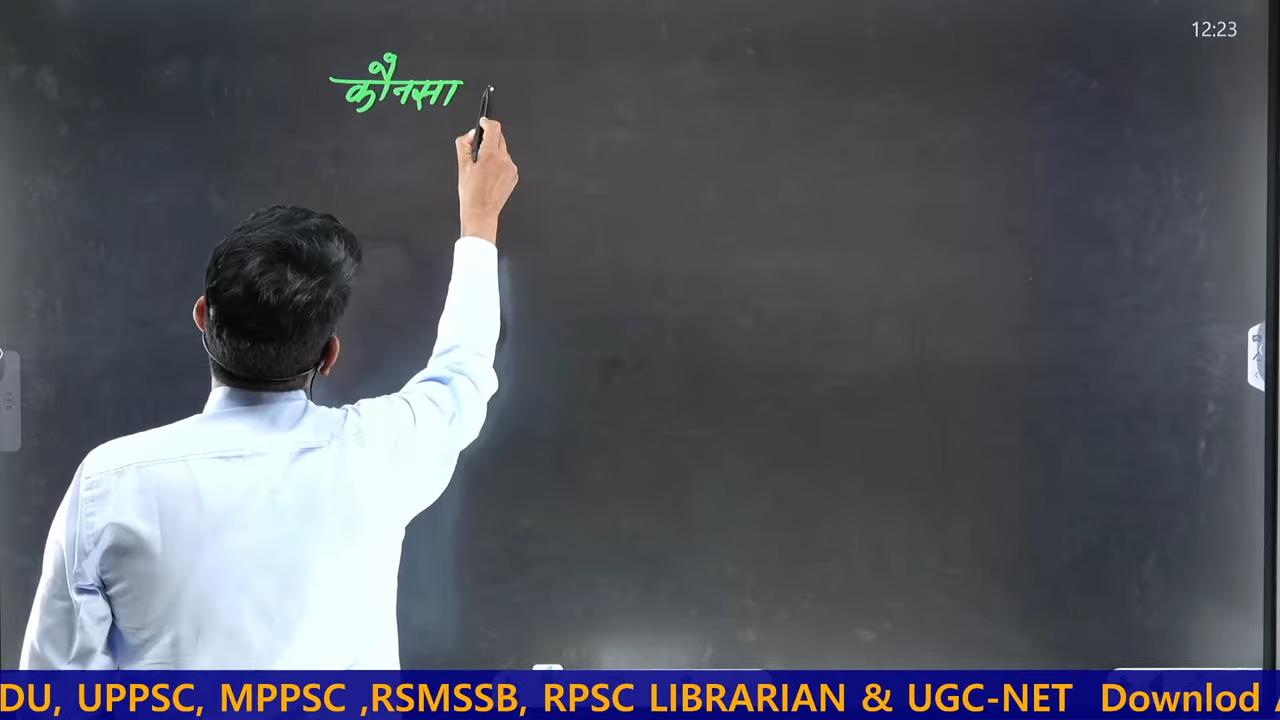 12:23
कौनसा
DU, UPPSC, MPPSC ,RSMSSB, RPSC LIBRARIAN & UGC-NET Downlod